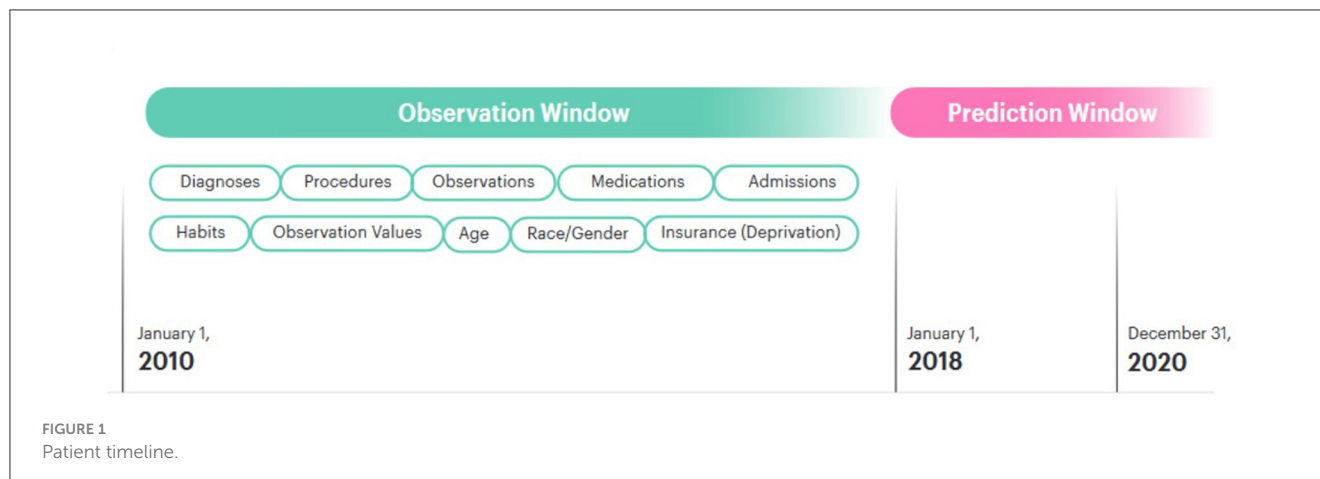 Observation Window Prediction Window
Diagnoses Procedures Observations Medications Admissions
Habits Observation Values Age Race/Gender Insurance (Deprivation)
January 1, January 1, December 31,
2010 2018 2020
FIGURE 1
Patient timeline.